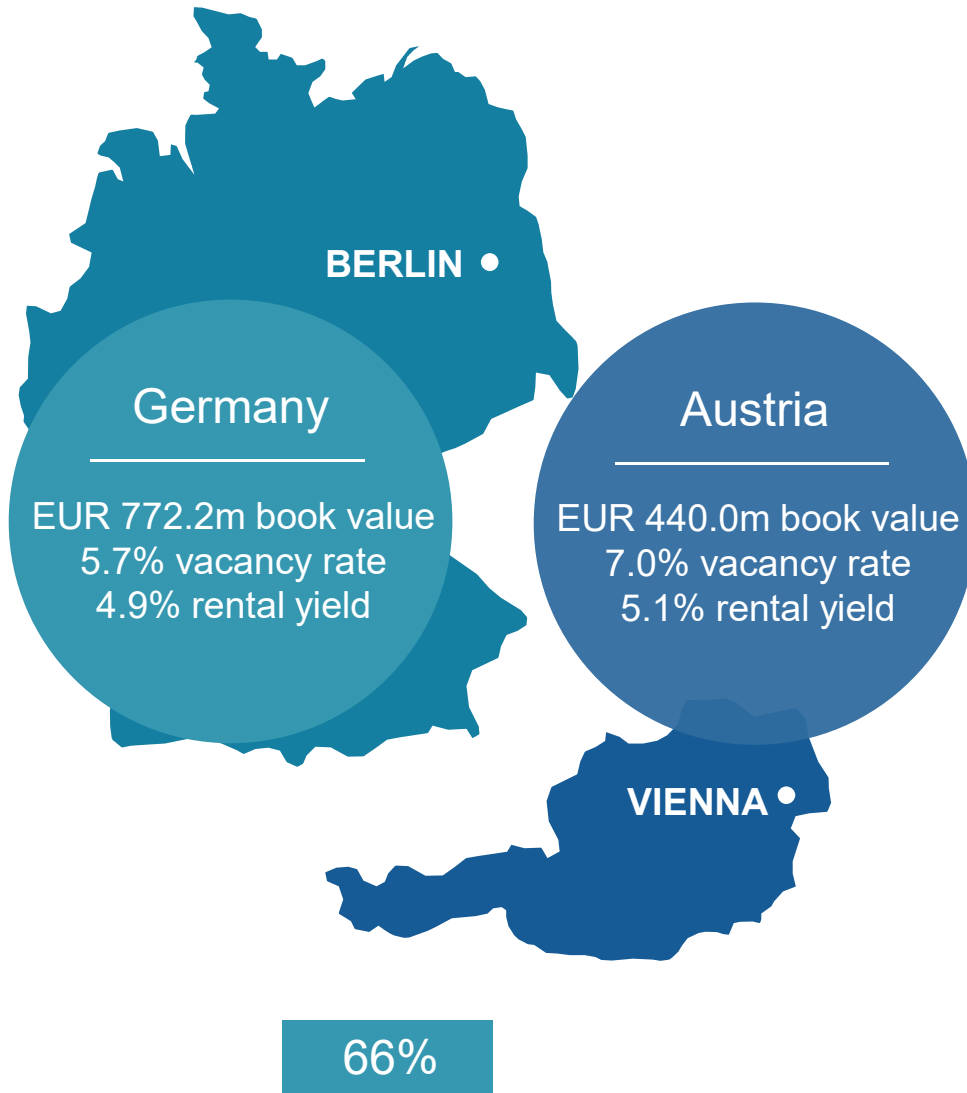 BERLIN
Germany
EUR 772.2m book value
5.7% vacancy rate
4.9% rental yield
Austria
EUR 440.0m book value
7.0% vacancy rate
5.1% rental yield
VIENNA
66%